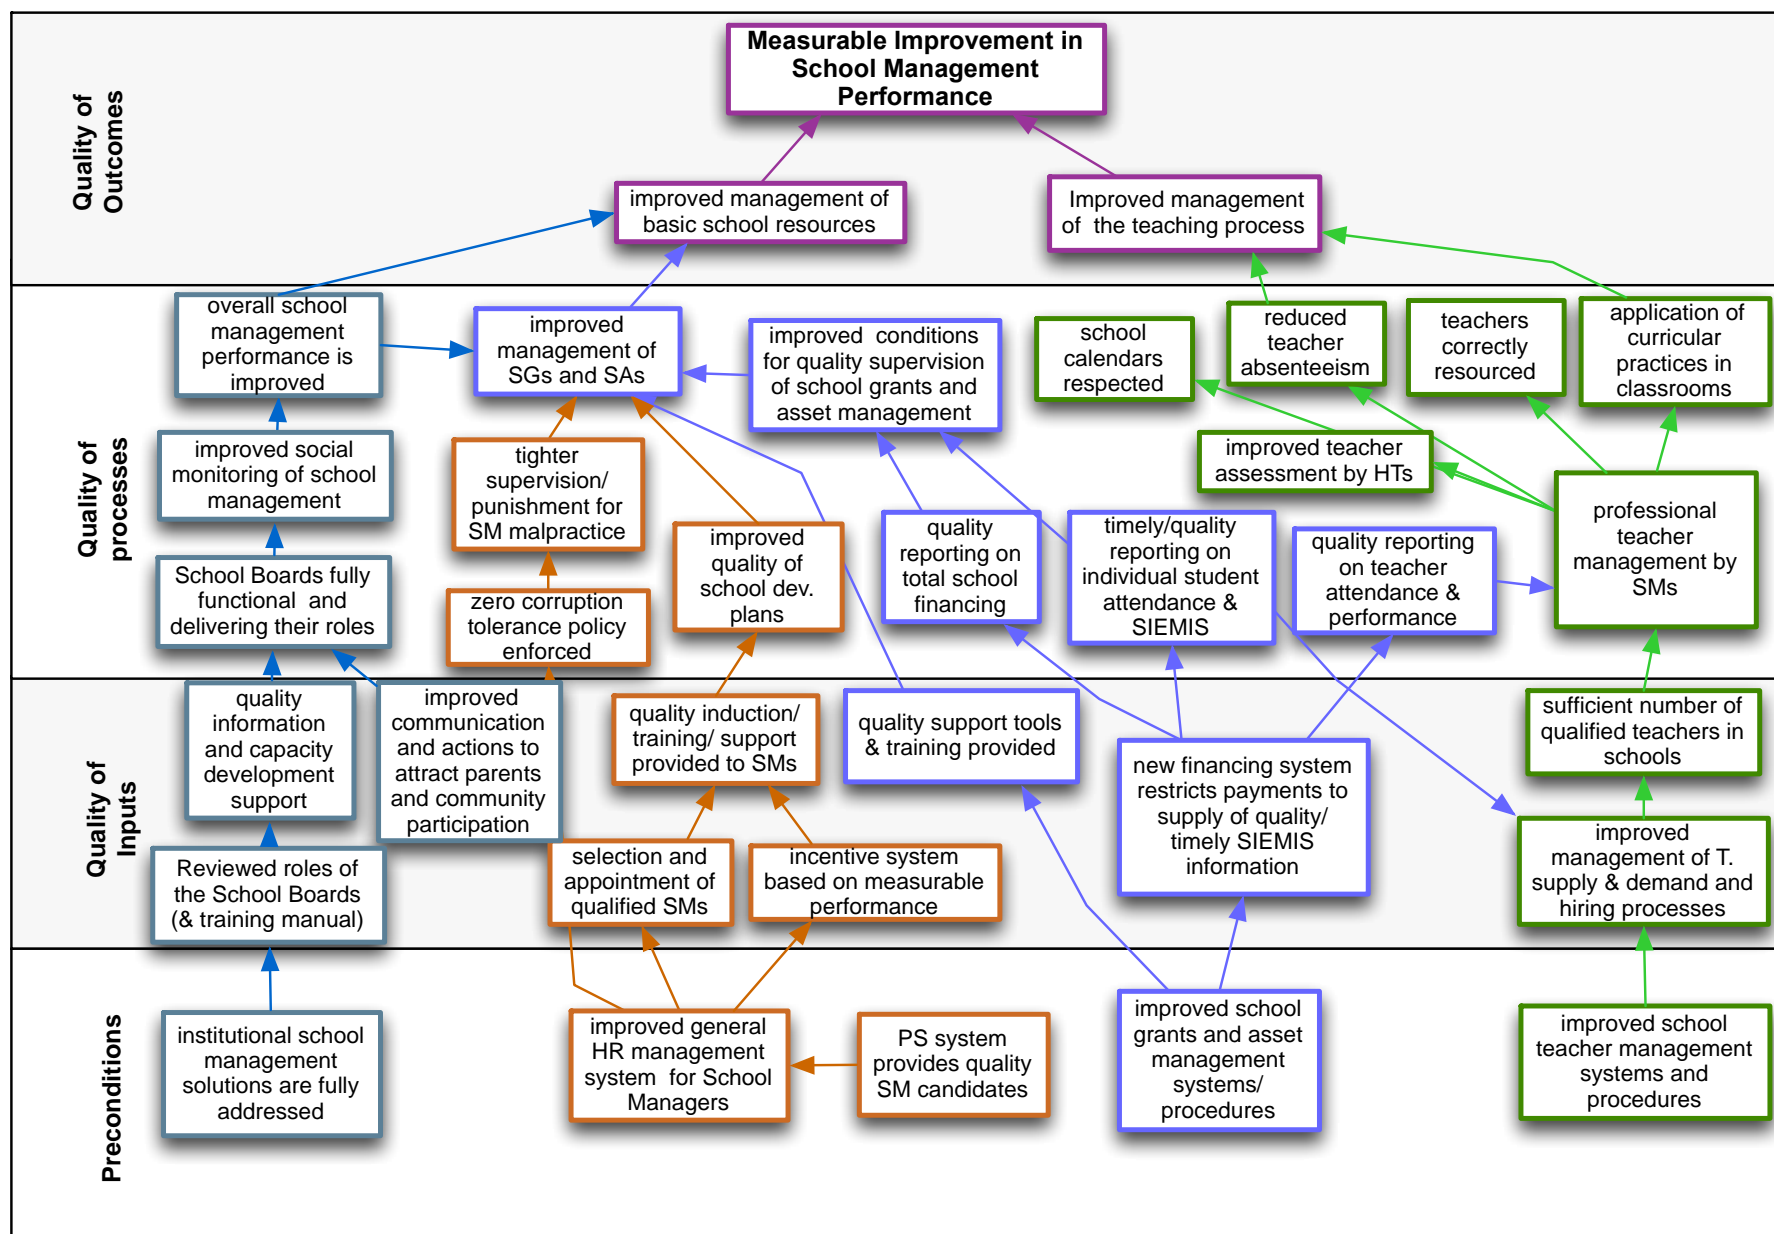 Measurable Improvement in
School Management
Performance
Quality of
Outcomes
improved management of
basic school resources
Improved management
of the teaching process
Quality of
processes
overall school
management
performance is
improved
improved
management of
SGs and SAs
improved conditions
for quality supervision
of school grants and
asset management
school
calendars
respected
reduced
teacher
absenteeism
teachers
correctly
resourced
application of
curricular
practices in
classrooms
improved social
monitoring of school
management
tighter
supervision/
punishment for
SM malpractice
improved teacher
assessment by HTs
professional
teacher
management by
SMs
improved
quality of
school dev.
plans
quality
reporting on
total school
financing
timely/quality
reporting on
individual student
attendance &
SIEMIS
quality reporting
on teacher
attendance &
performance
School Boards fully
functional and
delivering their roles
zero corruption
tolerance policy
enforced
Quality of
Inputs
quality
information
and capacity
development
support
improved
communication
and actions to
attract parents
and community
participation
quality induction/
training/ support
provided to SMs
quality support tools
& training provided
new financing system
restricts payments to
supply of quality/
timely SIEMIS
information
sufficient number of
qualified teachers in
schools
Reviewed roles of
the School Boards
(& training manual)
selection and
appointment of
qualified SMs
incentive system
based on measurable
performance
improved
management of T.
supply & demand and
hiring processes
Preconditions
institutional school
management
solutions are fully
addressed
improved general
HR management
system for School
Managers
PS system
provides quality
SM candidates
improved school
grants and asset
management
systems/
procedures
improved school
teacher management
systems and
procedures